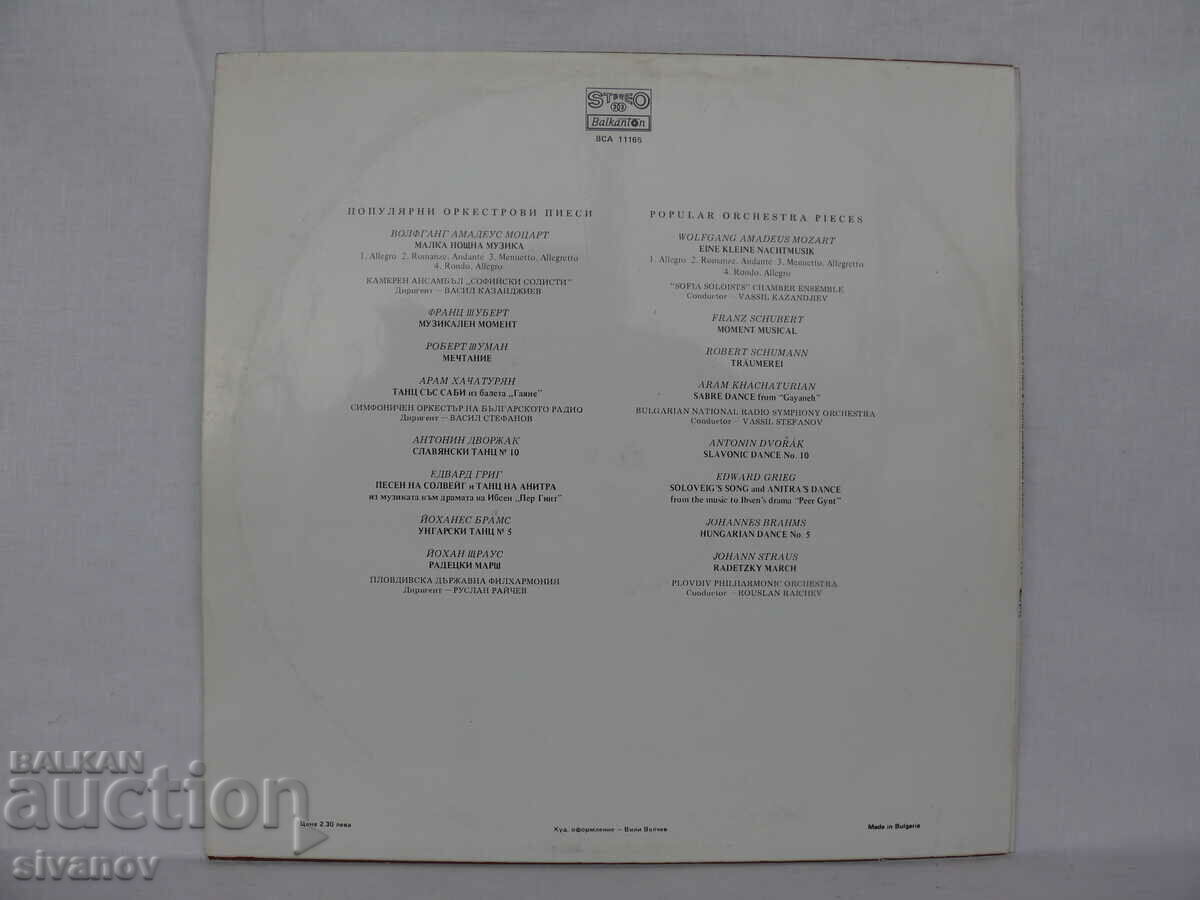 STEREO
33
Balkanton
BCA 11165
ПОПУЛЯРНИ ОРКЕСТРОВИ ПИЕСИ
ВОЛФГАНГ АМАДЕУС МОЦАРТ
МАЛКА НОЩНА МУЗИКА
1. Allegro 2. Romanze, Andante 3. Menuetto, Allegretto
4. Rondo, Allegro
КАМЕРЕН АНСАМБЪЛ „СОФИЙСКИ СОЛИСТИ"
Диригент — ВАСИЛ КАЗАНДЖИЕВ
ФРАНЦ ШУБЕРТ
МУЗИКАЛЕН МОМЕНТ
РОБЕРТ ШУМАН
МЕЧТАНИЕ
АРАМ ХАЧАТУРЯН
ТАНЦ СЪС САБИ из балета „Гаяне"
СИМФОНИЧЕН ОРКЕСТЪР НА БЪЛГАРСКОТО РАДИО
Диригент — ВАСИЛ СТЕФАНОВ
АНТОНИН ДВОРЖАК
СЛАВЯНСКИ ТАНЦ № 10
ЕДВАРД ГРИГ
ПЕСЕН НА СОЛВЕЙГ и ТАНЦ НА АНИТРА
из музиката към драмата на Ибсен „Пер Гинт"
ЙОХАНЕС БРАМС
УНГАРСКИ ТАНЦ № 5
ЙОХАН ЩРАУС
РАДЕЦКИ МАРШ
ПЛОВДИВСКА ДЪРЖАВНА ФИЛХАРМОНИЯ
Диригент — РУСЛАН РАЙЧЕВ
POPULAR ORCHESTRA PIECES
WOLFGANG AMADEUS MOZART
EINE KLEINE NACHTMUSIK
1. Allegro 2. Romanze, Andante 3. Menuetto, Allegretto
4. Rondo, Allegro
"SOFIA SOLOISTS" CHAMBER ENSEMBLE
Conductor — VASSIL KAZANDJIEV
FRANZ SCHUBERT
MOMENT MUSICAL
ROBERT SCHUMANN
TRÄUMEREI
ARAM KHACHATURIAN
SABRE DANCE from "Gayaneh"
BULGARIAN NATIONAL RADIO SYMPHONY ORCHESTRA
Conductor — VASSIL STEFANOV
ANTONIN DVOŘÁK
SLAVONIC DANCE No. 10
EDWARD GRIEG
SOLOVEIG'S SONG and ANITRA'S DANCE
from the music to Ibsen's drama "Peer Gynt"
JOHANNES BRAHMS
HUNGARIAN DANCE No. 5
JOHANN STRAUS
RADETZKY MARCH
PLOVDIV PHILHARMONIC ORCHESTRA
Conductor — ROUSLAN RAICHEV
Цена 2.30 лева
Худ. оформление — Вили Вълчев
Made in Bulgaria
BALKAN
auction
sivanov